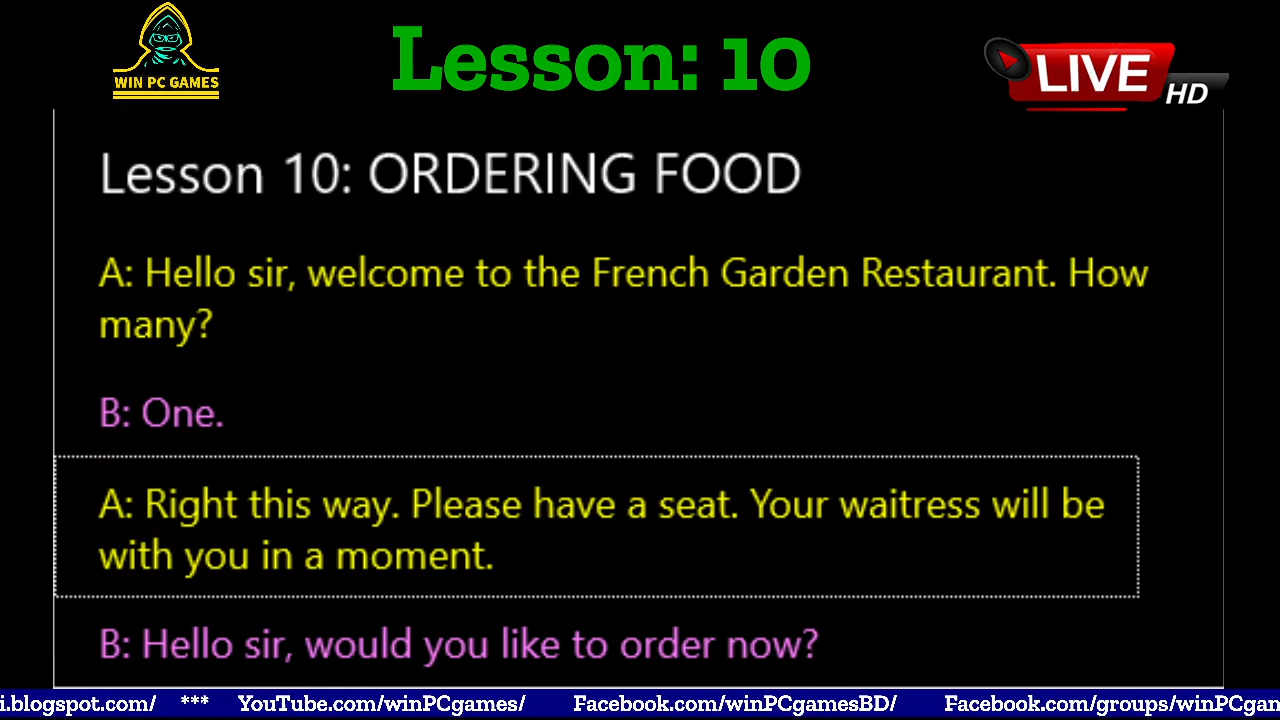 Lesson: 10
WIN PC GAMES
LIVE
HD
Lesson 10: ORDERING FOOD
A: Hello sir, welcome to the French Garden Restaurant. How
many?
B: One.
A: Right this way. Please have a seat. Your waitress will be
with you in a moment.
B: Hello sir, would you like to order now?
i.blogspot.com/ *** YouTube.com/winPCgames/ Facebook.com/winPCgamesBD/ Facebook.com/groups/winPCgan